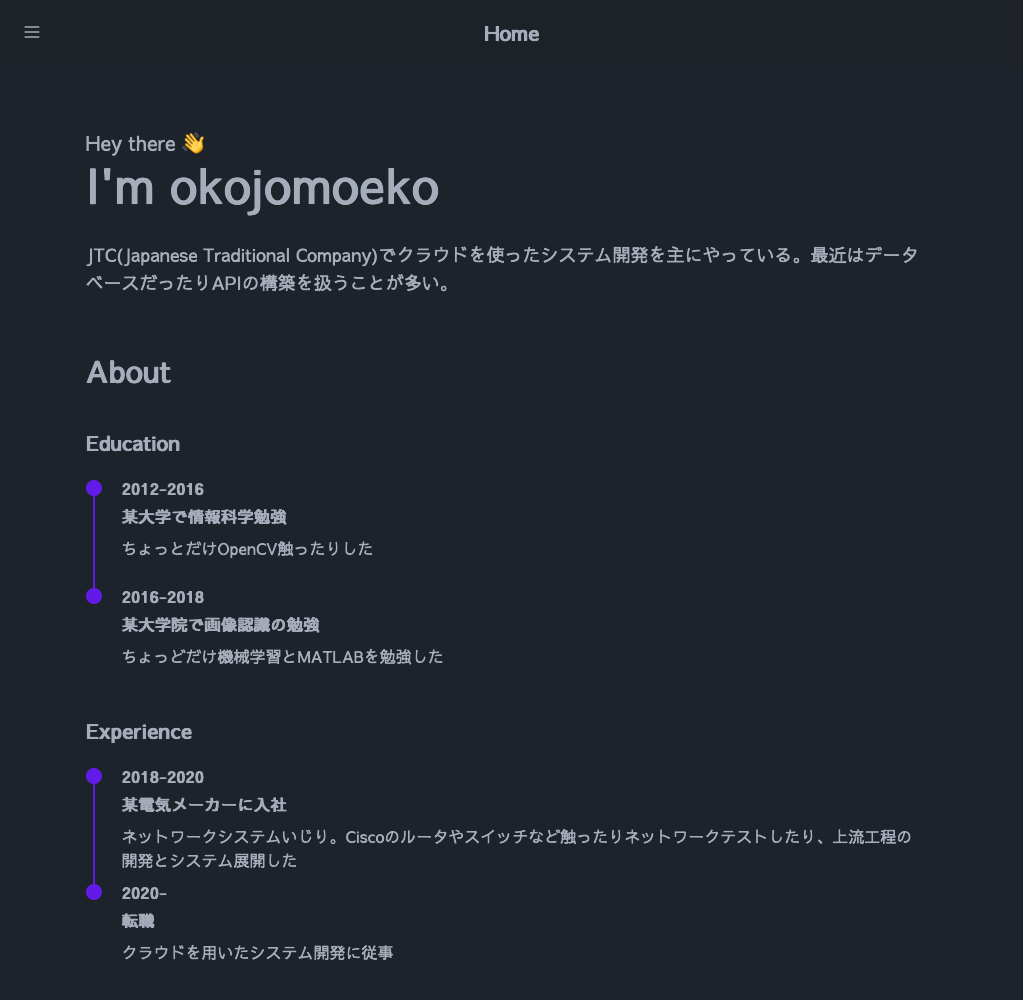 Home
Hey there 👋
I'm okojomoeko
JTC(Japanese Traditional Company)でクラウドを使ったシステム開発を主にやっている。最近はデータ
ベースだったりAPIの構築を扱うことが多い。
About
Education
2012-2016
某大学で情報科学勉強
ちょっとだけOpenCV触ったりした
2016-2018
某大学院で画像認識の勉強
ちょっどだけ機械学習とMATLABを勉強した
Experience
2018-2020
某電気メーカーに入社
ネットワークシステムいじり。Ciscoのルータやスイッチなど触ったりネットワークテストしたり、上流工程の
開発とシステム展開した
2020-
転職
クラウドを用いたシステム開発に従事